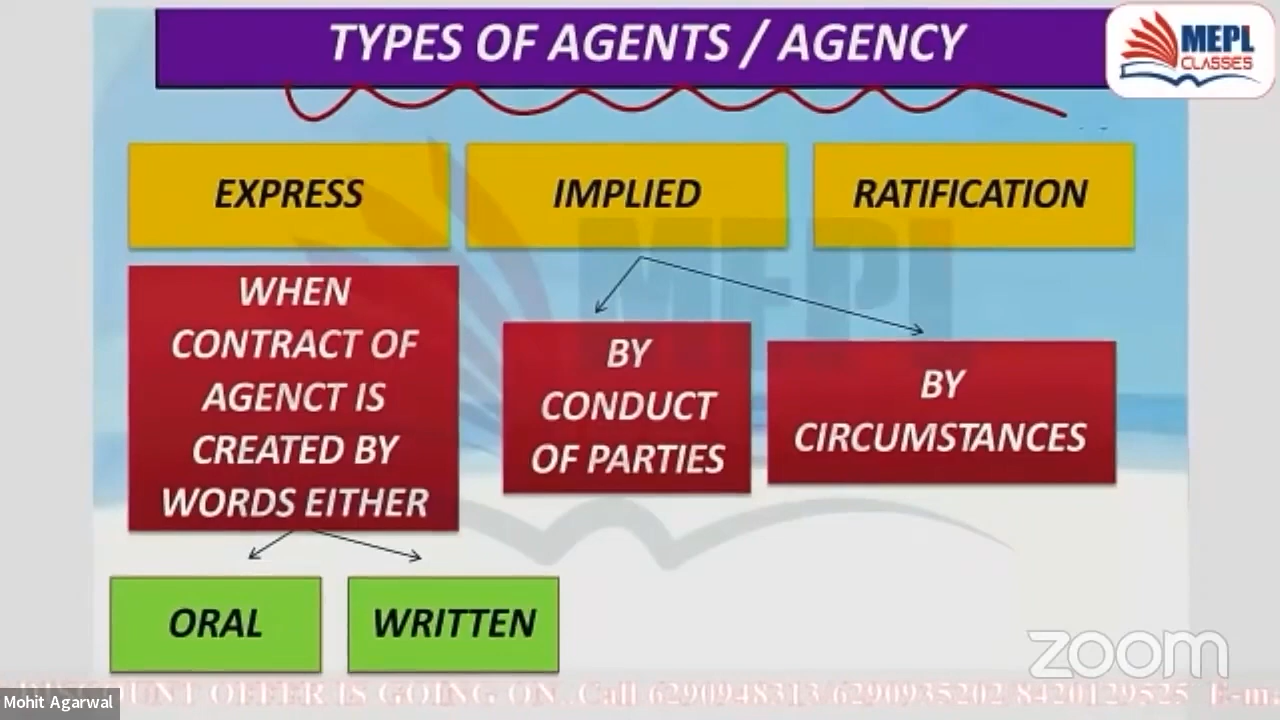 TYPES OF AGENTS / AGENCY
MEPL
CLASSES
EXPRESS
IMPLIED
RATIFICATION
MEPL
WHEN
CONTRACT OF
AGENCT IS
CREATED BY
WORDS EITHER
BY
CONDUCT
OF PARTIES
BY
CIRCUMSTANCES
ORAL
WRITTEN
zoom
OFFER IS GOING ON..Call 6290935202 8420129525
Mohit Agarwal